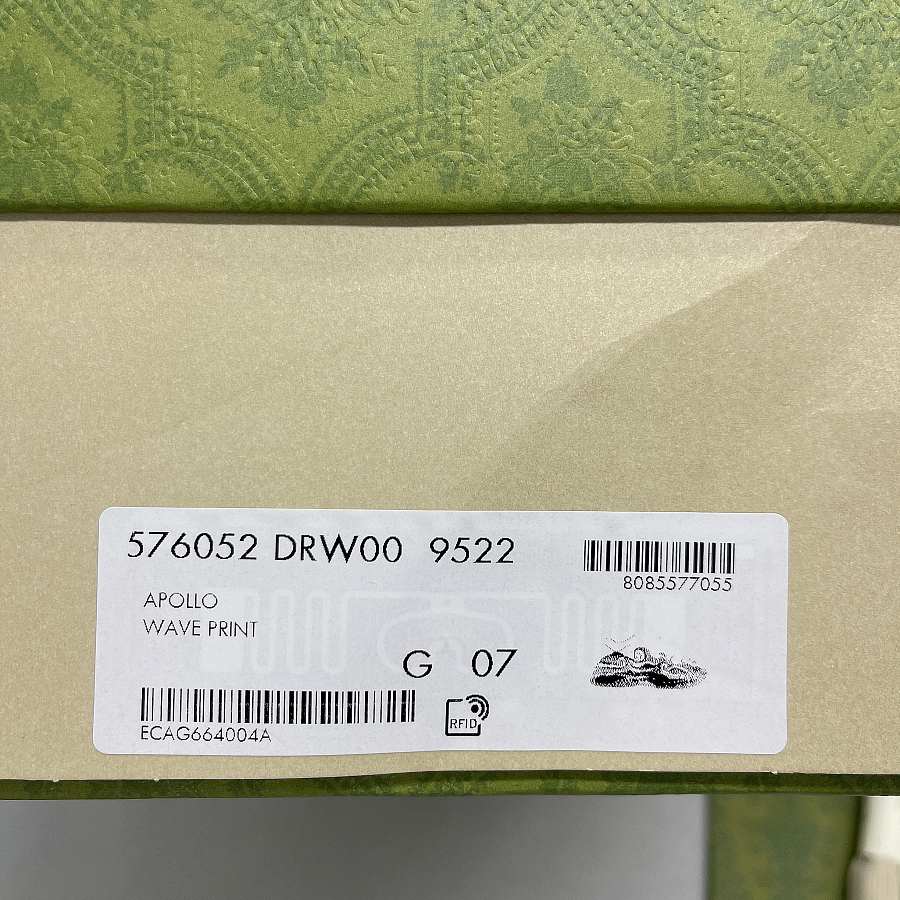 576052 DRW00 9522
8085577055
APOLLO
WAVE PRINT
G 07
ECAG664004A
RFID